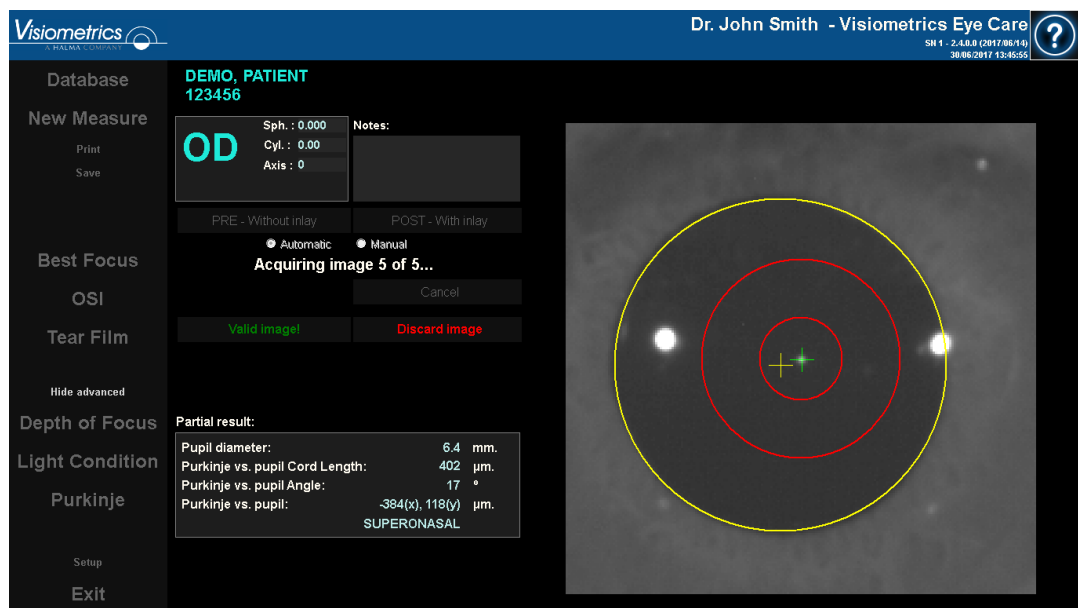 Visiometrics
A HALMA COMPANY
Dr. John Smith - Visiometrics Eye Care
SN 1 - 2.4.0.0 (2017/06/14)
30/06/2017 13:45:55
?
Database
New Measure
Print
Save
Best Focus
OSI
Tear Film
Hide advanced
Depth of Focus
Light Condition
Purkinje
Setup
Exit
DEMO, PATIENT
123456
OD
Sph. : 0.000
Cyl. : 0.00
Axis : 0
Notes:
PRE - Without inlay
POST - With inlay
Automatic
Manual
Acquiring image 5 of 5...
Cancel
Valid image!
Discard image
Partial result:
Pupil diameter: 6.4 mm.
Purkinje vs. pupil Cord Length: 402 µm.
Purkinje vs. pupil Angle: 17 º
Purkinje vs. pupil: -384(x), 118(y) µm.
SUPERONASAL